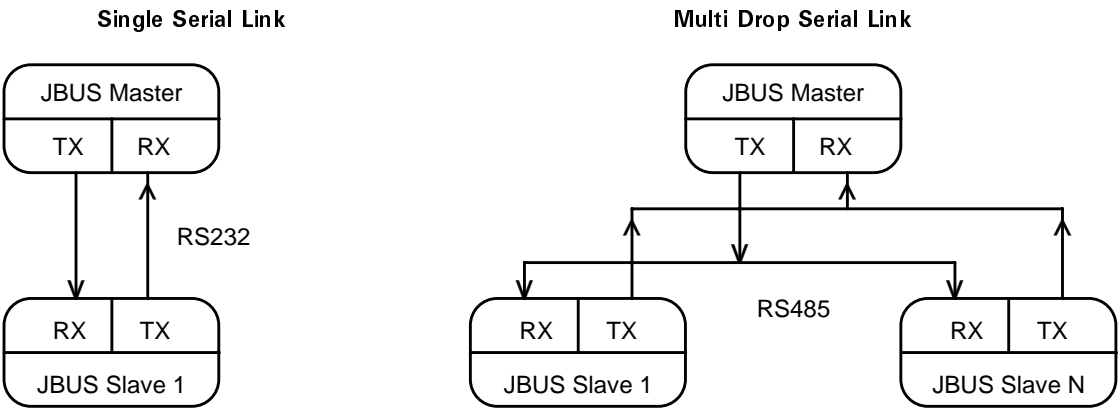 Single Serial Link
JBUS Master
TX RX
RS232
RX TX
JBUS Slave 1
Multi Drop Serial Link
JBUS Master
TX RX
RS485
RX TX
JBUS Slave 1
RX TX
JBUS Slave N